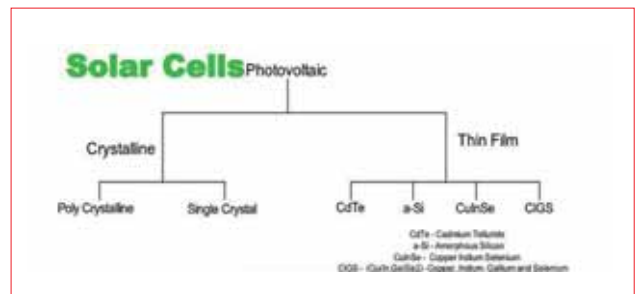 Solar Cells Photovoltaic
Crystalline
Thin Film
Poly Crystalline
Single Crystal
CdTe
a-Si
CuInSe
CIGS
CdTe - Cadmium Telluride
a-Si - Amorphous Silicon
CuInSe - Copper Indium Selenium
CIGS - Copper, Indium, Gallium and Selenium